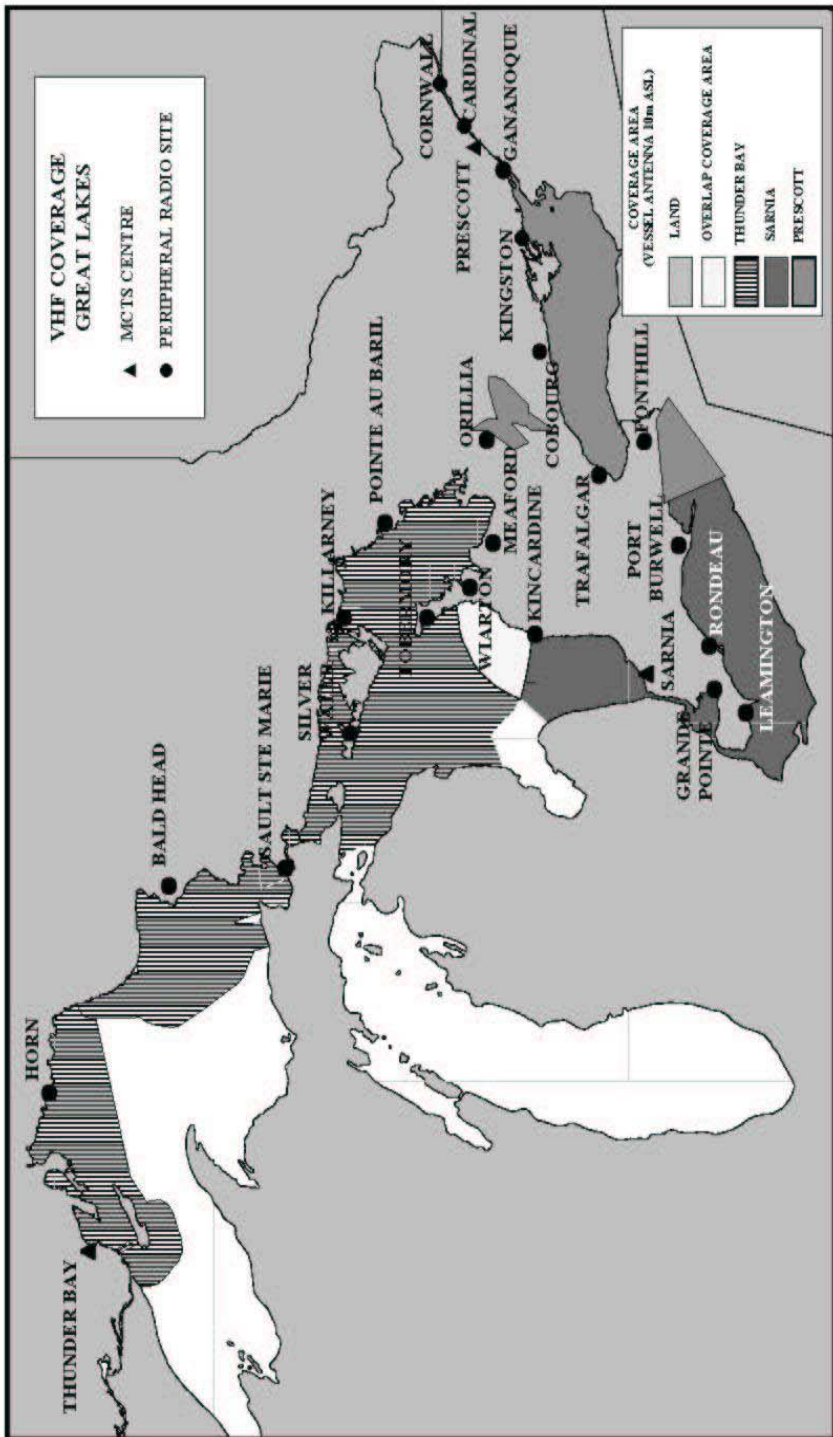 VHF COVERAGE
GREAT LAKES
MCTS CENTRE
PERIPHERAL RADIO SITE
THUNDER BAY
HORN
BALD HEAD
SAULT STE MARIE
SILVER
WATER
KILLARNEY
POINTE AU BARIL
TOBERMORY
WIARTON
MEAFORD
ORILLIA
KINCARDINE
COBOURG
KINGSTON
PRESCOTT
CORNWALL
CARDINAL
GANANOQUE
TRAFALGAR
FONTHILL
PORT
BURWELL
RONDEAU
SARNIA
GRANDE
POINTE
LEAMINGTON
COVERAGE AREA
(VESSEL ANTENNA 10m ASL)
LAND
OVERLAP COVERAGE AREA
THUNDER BAY
SARNIA
PRESCOTT